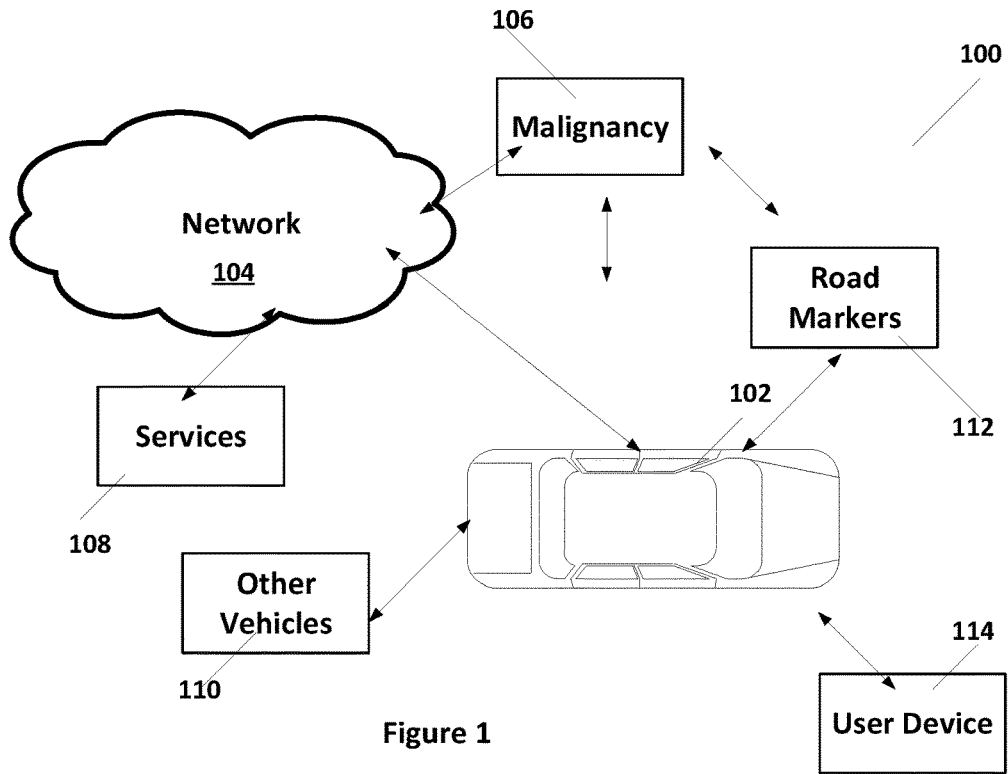 106
100
Malignancy
Network
104
Road
Markers
102
112
Services
108
Other
Vehicles
110
114
User Device
Figure 1